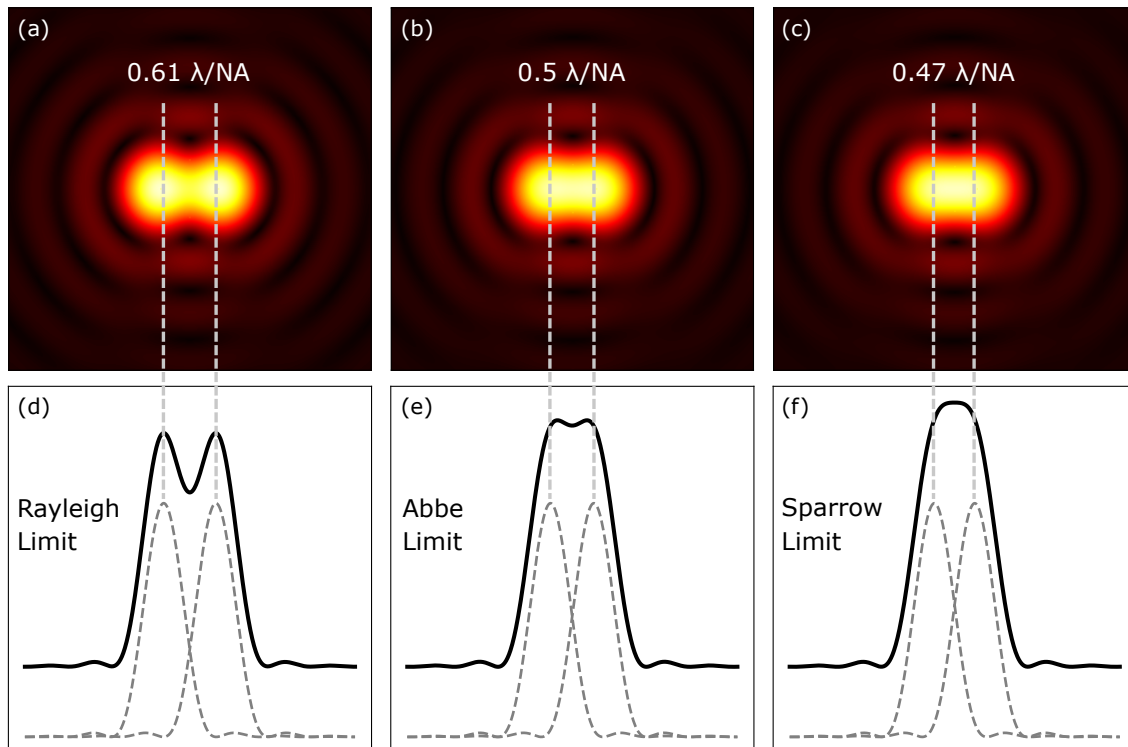 (a)
0.61 λ/NA
(b)
0.5 λ/NA
(c)
0.47 λ/NA
(d)
Rayleigh
Limit
(e)
Abbe
Limit
(f)
Sparrow
Limit